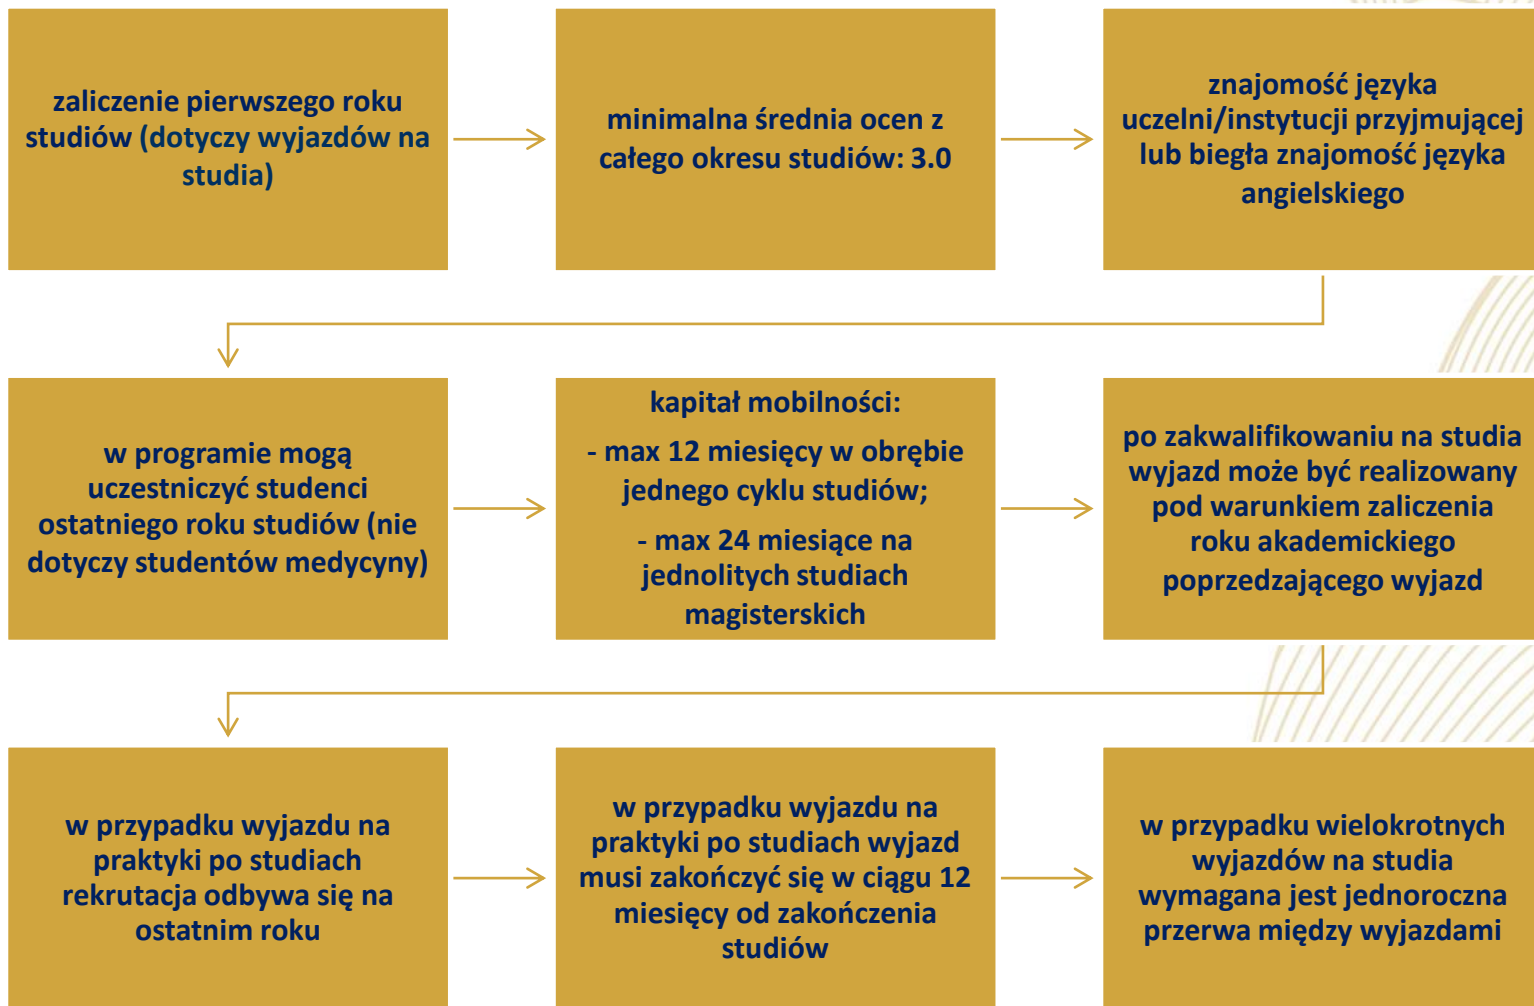 zaliczenie pierwszego roku
studiów (dotyczy wyjazdów na
studia)
minimalna średnia ocen z
całego okresu studiów: 3.0
znajomość języka
uczelni/instytucji przyjmującej
lub biegła znajomość języka
angielskiego
w programie mogą
uczestniczyć studenci
ostatniego roku studiów (nie
dotyczy studentów medycyny)
kapitał mobilności:
- max 12 miesięcy w obrębie
jednego cyklu studiów;
- max 24 miesiące na
jednolitych studiach
magisterskich
po zakwalifikowaniu na studia
wyjazd może być realizowany
pod warunkiem zaliczenia
roku akademickiego
poprzedzającego wyjazd
w przypadku wyjazdu na
praktyki po studiach
rekrutacja odbywa się na
ostatnim roku
w przypadku wyjazdu na
praktyki po studiach wyjazd
musi zakończyć się w ciągu 12
miesięcy od zakończenia
studiów
w przypadku wielokrotnych
wyjazdów na studia
wymagana jest jednoroczna
przerwa między wyjazdami